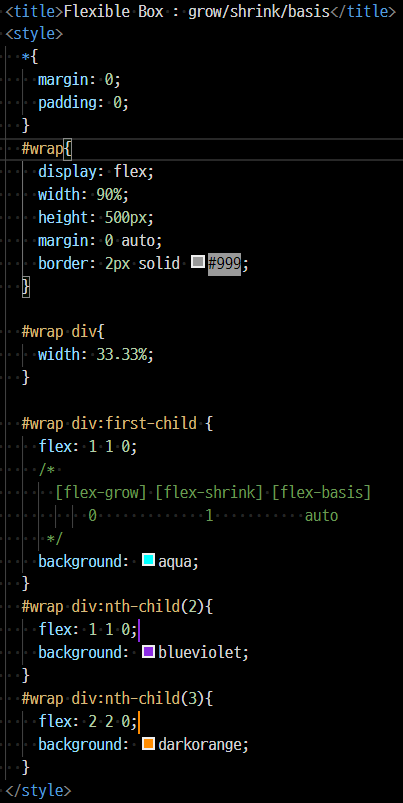 <title>Flexible Box : grow/shrink/basis</title>
<style>
*{
margin: 0;
padding: 0;
}
#wrap{
display: flex;
width: 90%;
height: 500px;
margin: 0 auto;
border: 2px solid #999;
}
#wrap div{
width: 33.33%;
}
#wrap div:first-child {
flex: 1 1 0;
/*
[flex-grow] [flex-shrink] [flex-basis]
0 1 auto
*/
background: aqua;
}
#wrap div:nth-child(2){
flex: 1 1 0;
background: blueviolet;
}
#wrap div:nth-child(3){
flex: 2 2 0;
background: darkorange;
}
</style>